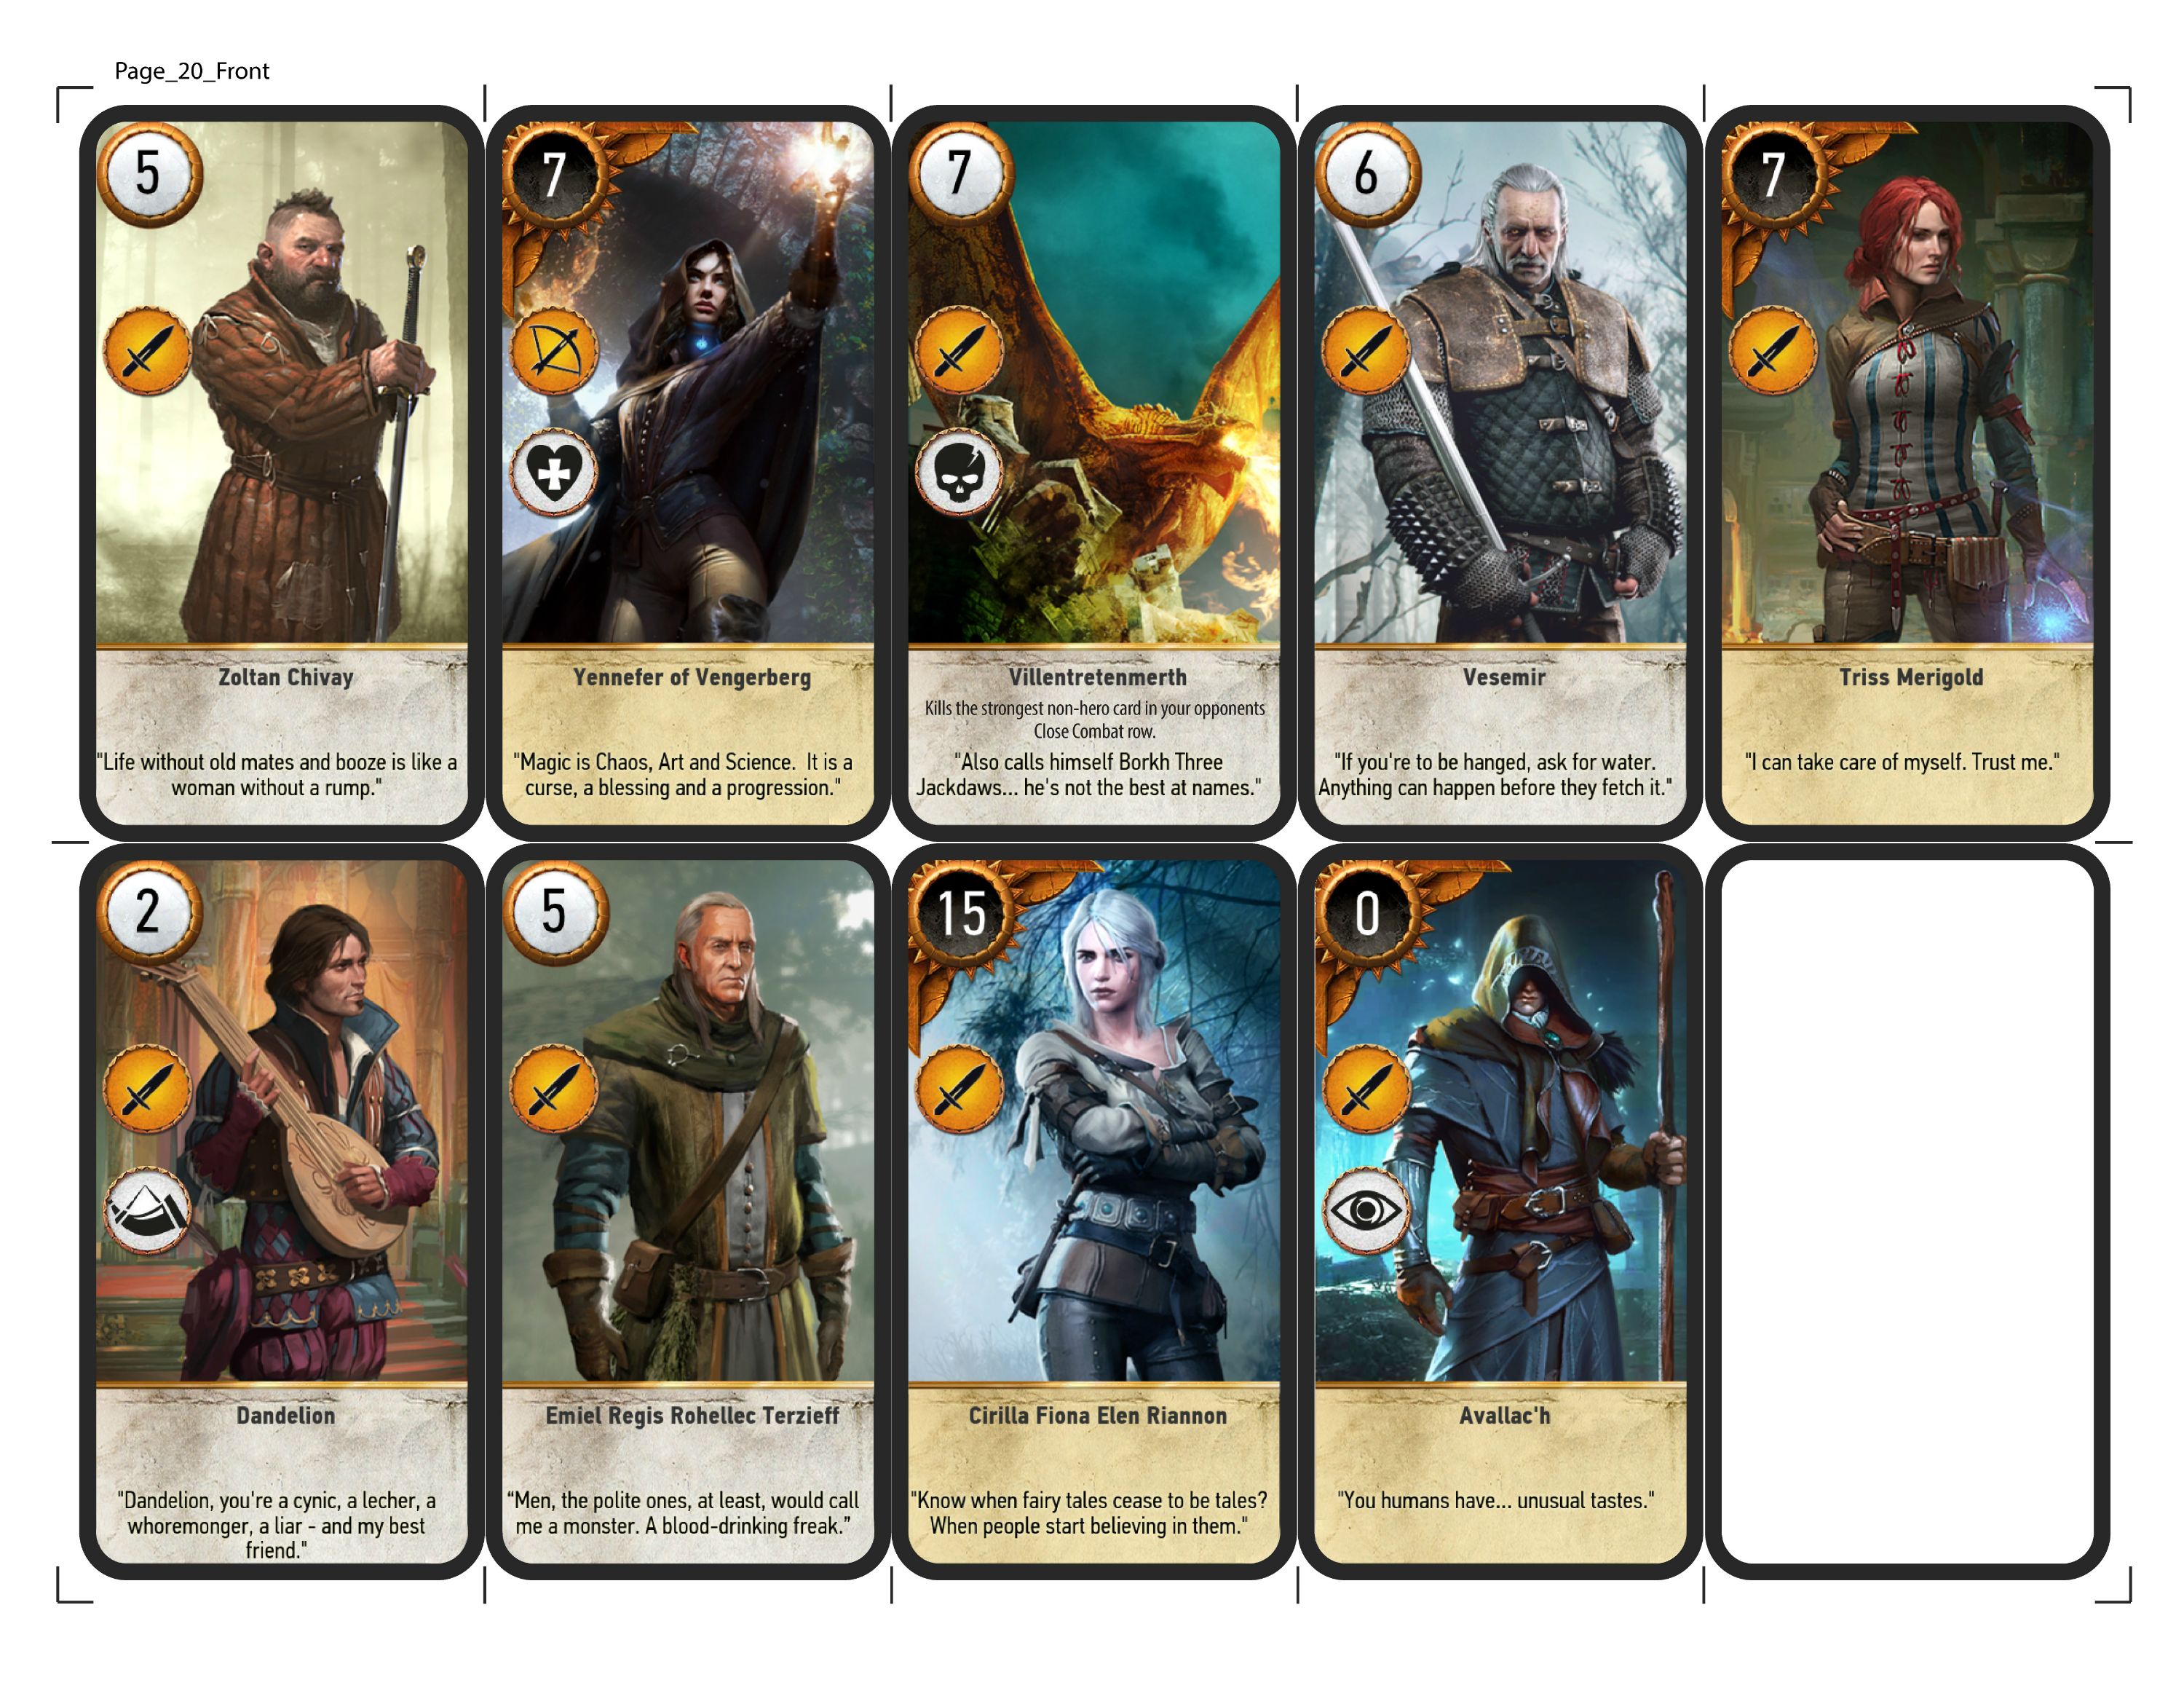 Page_20_Front
5
7
7
6
7
Zoltan Chivay
"Life without old mates and booze is like a
woman without a rump."
Yennefer of Vengerberg
"Magic is Chaos, Art and Science.  It is a
curse, a blessing and a progression."
Villentretenmerth
Kills the strongest non-hero card in your opponents
Close Combat row.
"Also calls himself Borkh Three
Jackdaws... he's not the best at names."
Vesemir
"If you're to be hanged, ask for water.
Anything can happen before they fetch it."
Triss Merigold
"I can take care of myself. Trust me."
2
5
15
0
Dandelion
"Dandelion, you're a cynic, a lecher, a
whoremonger, a liar - and my best
friend."
Emiel Regis Rohellec Terzieff
“Men, the polite ones, at least, would call
me a monster. A blood-drinking freak.”
Cirilla Fiona Elen Riannon
"Know when fairy tales cease to be tales?
When people start believing in them."
Avallac'h
"You humans have... unusual tastes."